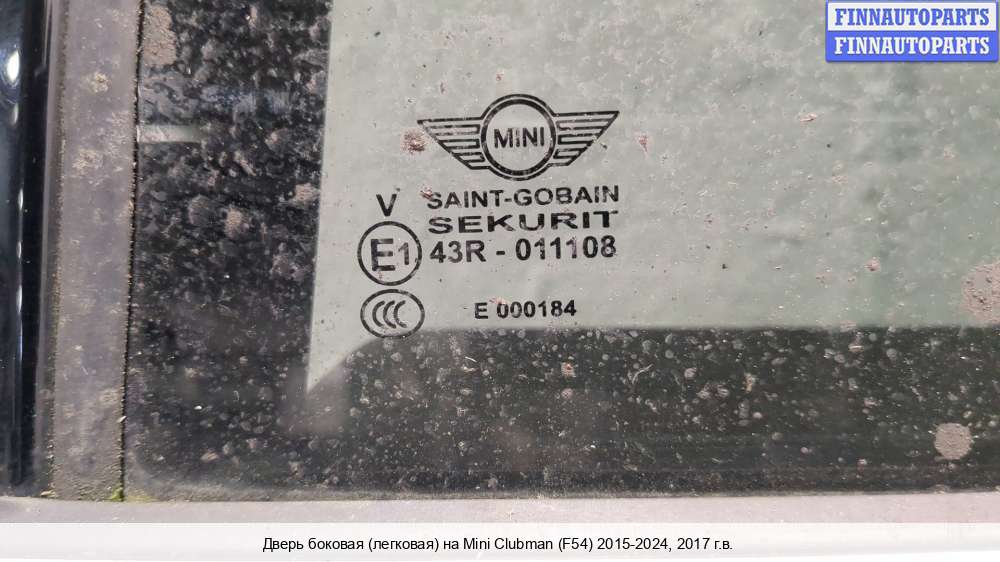 FINNAUTOPARTS
FINNAUTOPARTS
MINI
SAINT-GOBAIN
V SEKURIT
E1 43R - 011108
CCC E 000184
Дверь боковая (легковая) на Mini Clubman (F54) 2015-2024, 2017 г.в.